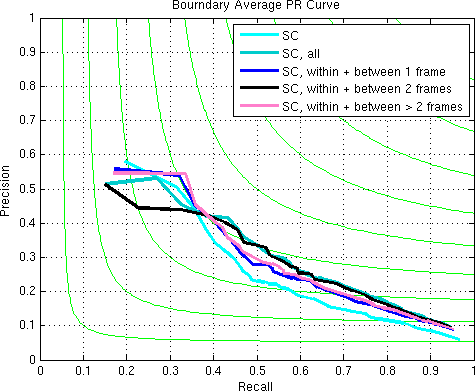 Bourndary Average PR Curve
SC
SC, all
SC, within + between 1 frame
SC, within + between 2 frames
SC, within + between > 2 frames
Precision
1
0.9
0.8
0.7
0.6
0.5
0.4
0.3
0.2
0.1
0
0 0.1 0.2 0.3 0.4 0.5 0.6 0.7 0.8 0.9
Recall